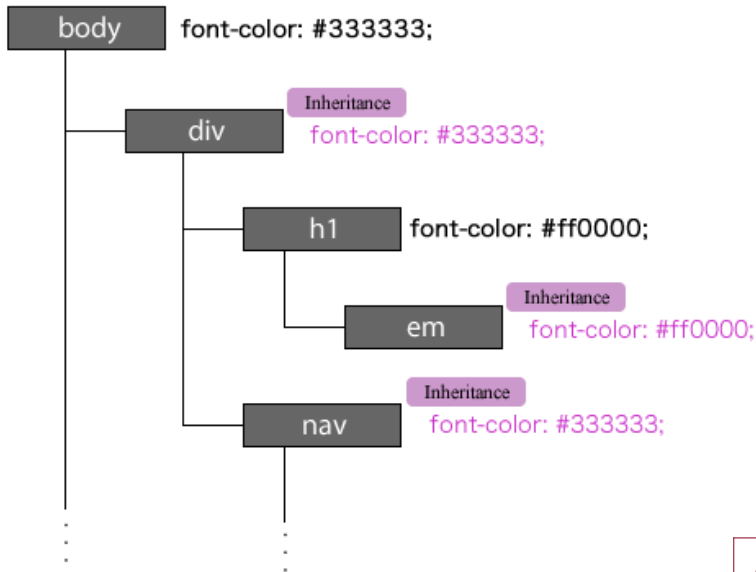 body font-color: #333333;
Inheritance
div font-color: #333333;
h1 font-color: #ff0000;
Inheritance
em font-color: #ff0000;
Inheritance
nav font-color: #333333;